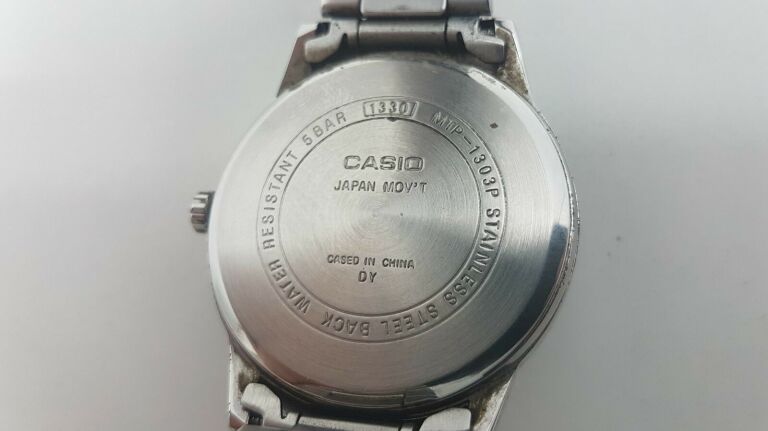 1330 MTP-1303P STAINLESS STEEL BACK WATER RESISTANT 5BAR
CASIO
JAPAN MOV'T
CASED IN CHINA
DY